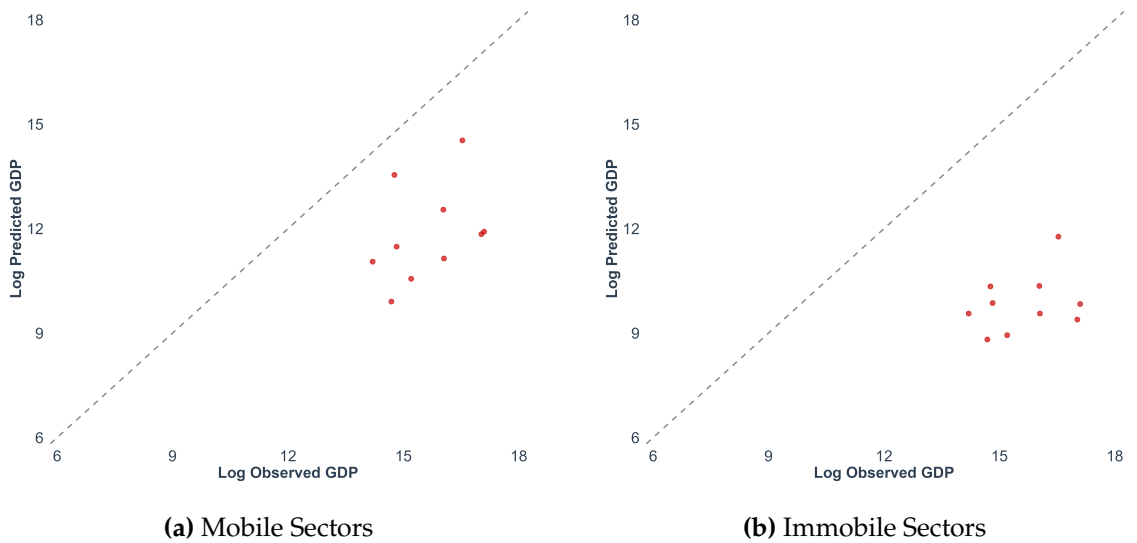 18
15
12
9
6
Log Predicted GDP
6 9 12 15 18
Log Observed GDP
(a) Mobile Sectors
18
15
12
9
6
Log Predicted GDP
6 9 12 15 18
Log Observed GDP
(b) Immobile Sectors